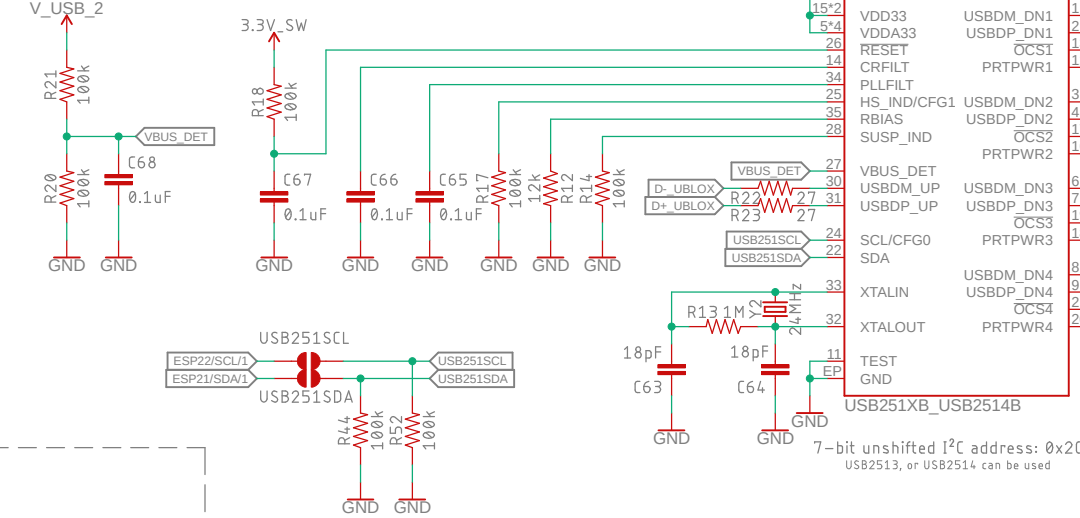 V_USB_2
R21
100k
VBUS_DET
R20
100k
C68
0.1uF
GND
GND
3.3V_SW
R18
100k
C67
0.1uF
GND
C66
0.1uF
GND
C65
0.1uF
GND
R17
100k
GND
12k
R12
GND
R14
100k
GND
15*2
5*4
26
14
34
25
35
28
27
30
31
24
22
33
32
11
EP
VDD33
VDDA33
RESET
CRFILT
PLLFILT
HS_IND/CFG1
RBIAS
SUSP_IND
VBUS_DET
USBDM_UP
USBDP_UP
SCL/CFG0
SDA
XTALIN
XTALOUT
TEST
GND
USBDM_DN1
USBDP_DN1
OCS1
PRTPWR1
USBDM_DN2
USBDP_DN2
OCS2
PRTPWR2
USBDM_DN3
USBDP_DN3
OCS3
PRTPWR3
USBDM_DN4
USBDP_DN4
OCS4
PRTPWR4
VBUS_DET
D-_UBLOX
D+_UBLOX
R22 27
R23 27
USB251SCL
USB251SDA
R13 1M
Y2
24MHz
18pF
C63
GND
18pF
C64
GND
GND
USB251XB_USB2514B
7-bit unshifted I²C address: 0x2C
USB2513, or USB2514 can be used
USB251SCL
ESP22/SCL/1
USB251SCL
ESP21/SDA/1
USB251SDA
USB251SDA
R44
100k
GND
R52
100k
GND